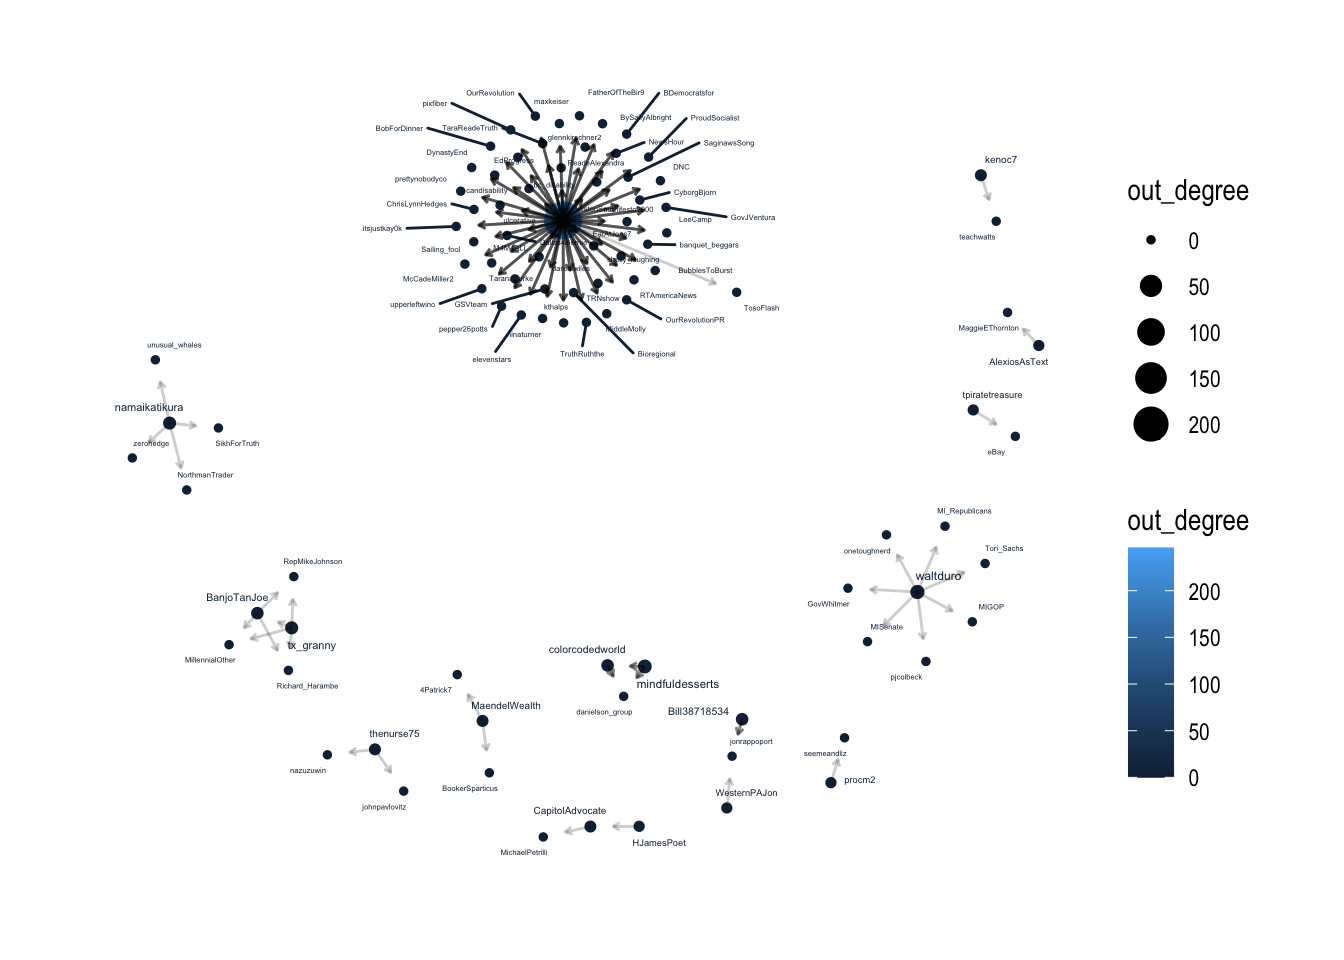 OurRevolution
FatherOfTheBir9
BDemocratsfor
pixfiber
maxkeiser
BySallyAlbright
ProudSocialist
BobForDinner
TaraReadeTruth
glennkirschner2
NewsHour
SaginawsSong
DynastyEnd
EdProgress
ReadeAlexandra
DNC
prettynobodyco
candisability
CyborgBjorn
ChrisLynnHedges
GovJVentura
LeeCamp
itsjustkay0k
ulcerative
EatAtJoss7
banquet_beggars
Sailing_fool
BubblesToBurst
McCadeMiller2
RTAmericaNews
TosoFlash
upperleftwino
GSVteam
kthalps
TRNshow
OurRevolutionPR
pepper26potts
ninaturner
MiddleMolly
elevenstars
TruthRuththe
Bioregional
kenoc7
teachwatts
MaggieEThornton
AlexiosAsText
tpiratetreasure
eBay
unusual_whales
namaikatikura
zerohedge
SikhForTruth
NorthmanTrader
MI_Republicans
onetoughnerd
Tori_Sachs
waltduro
GovWhitmer
MIGOP
MISenate
pjcolbeck
RepMikeJohnson
BanjoTanJoe
tx_granny
MillennialOther
Richard_Harambe
colorcodedworld
mindfuldesserts
danielson_group
4Patrick7
MaendelWealth
BookerSparticus
Bill38718534
jonrappoport
WesternPAJon
thenurse75
nazuzuwin
johnpavlovitz
seemeandliz
procm2
CapitolAdvocate
HJamesPoet
MichaelPetrilli
out_degree
0
50
100
150
200
out_degree
200
150
100
50
0